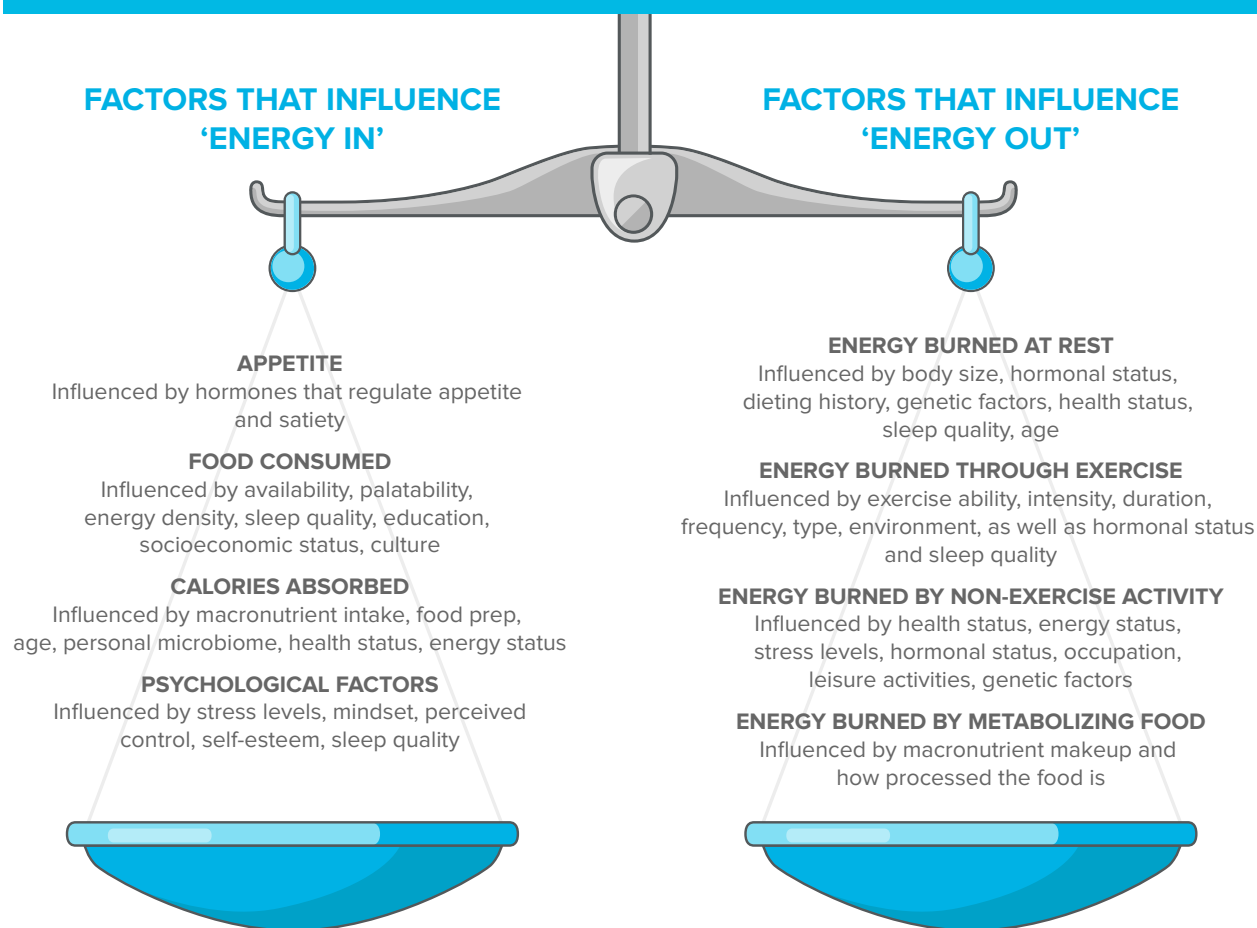 FACTORS THAT INFLUENCE
‘ENERGY IN’
APPETITE
Influenced by hormones that regulate appetite
and satiety
FOOD CONSUMED
Influenced by availability, palatability,
energy density, sleep quality, education,
socioeconomic status, culture
CALORIES ABSORBED
Influenced by macronutrient intake, food prep,
age, personal microbiome, health status, energy status
PSYCHOLOGICAL FACTORS
Influenced by stress levels, mindset, perceived
control, self-esteem, sleep quality
FACTORS THAT INFLUENCE
‘ENERGY OUT’
ENERGY BURNED AT REST
Influenced by body size, hormonal status,
dieting history, genetic factors, health status,
sleep quality, age
ENERGY BURNED THROUGH EXERCISE
Influenced by exercise ability, intensity, duration,
frequency, type, environment, as well as hormonal status
and sleep quality
ENERGY BURNED BY NON-EXERCISE ACTIVITY
Influenced by health status, energy status,
stress levels, hormonal status, occupation,
leisure activities, genetic factors
ENERGY BURNED BY METABOLIZING FOOD
Influenced by macronutrient makeup and
how processed the food is